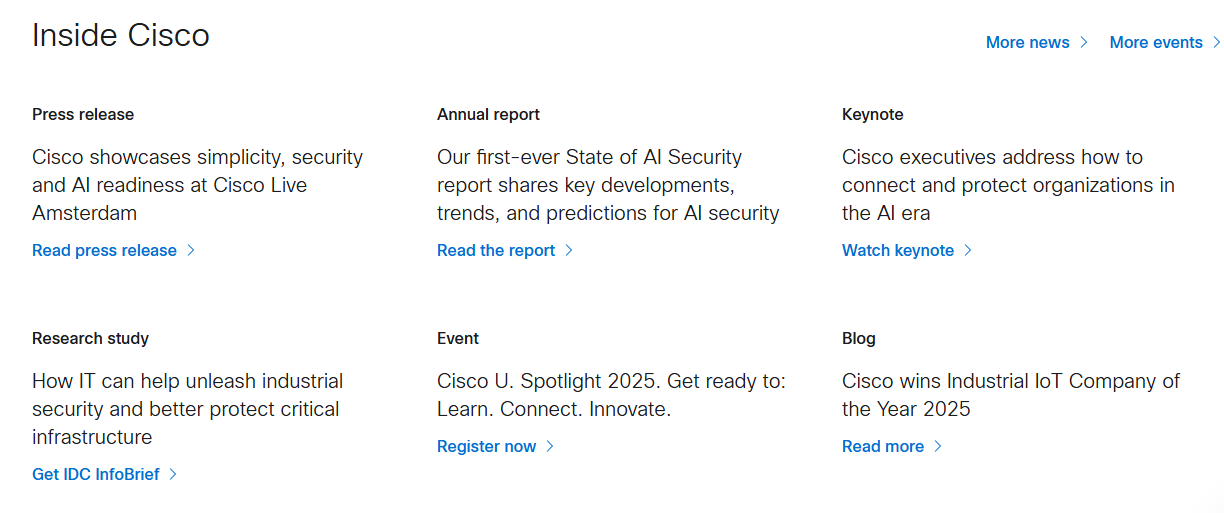 Inside Cisco
More news
More events
Press release
Cisco showcases simplicity, security
and AI readiness at Cisco Live
Amsterdam
Read press release
Annual report
Our first-ever State of AI Security
report shares key developments,
trends, and predictions for AI security
Read the report
Keynote
Cisco executives address how to
connect and protect organizations in
the AI era
Watch keynote
Research study
How IT can help unleash industrial
security and better protect critical
infrastructure
Get IDC InfoBrief
Event
Cisco U. Spotlight 2025. Get ready to:
Learn. Connect. Innovate.
Register now
Blog
Cisco wins Industrial IoT Company of
the Year 2025
Read more